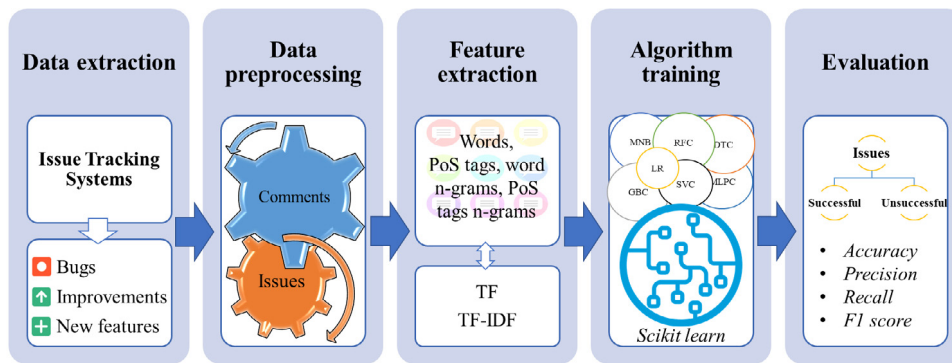 Data extraction
Issue Tracking
Systems
Bugs
Improvements
New features
Data
preprocessing
Comments
Issues
Feature
extraction
Words,
PoS tags, word
n-grams, PoS
tags n-grams
TF
TF-IDF
Algorithm
training
MNB
RFC
DTC
LR
GBC
SVC
MLPC
Scikit learn
Evaluation
Issues
Successful
Unsuccessful
• Accuracy
• Precision
• Recall
• F1 score